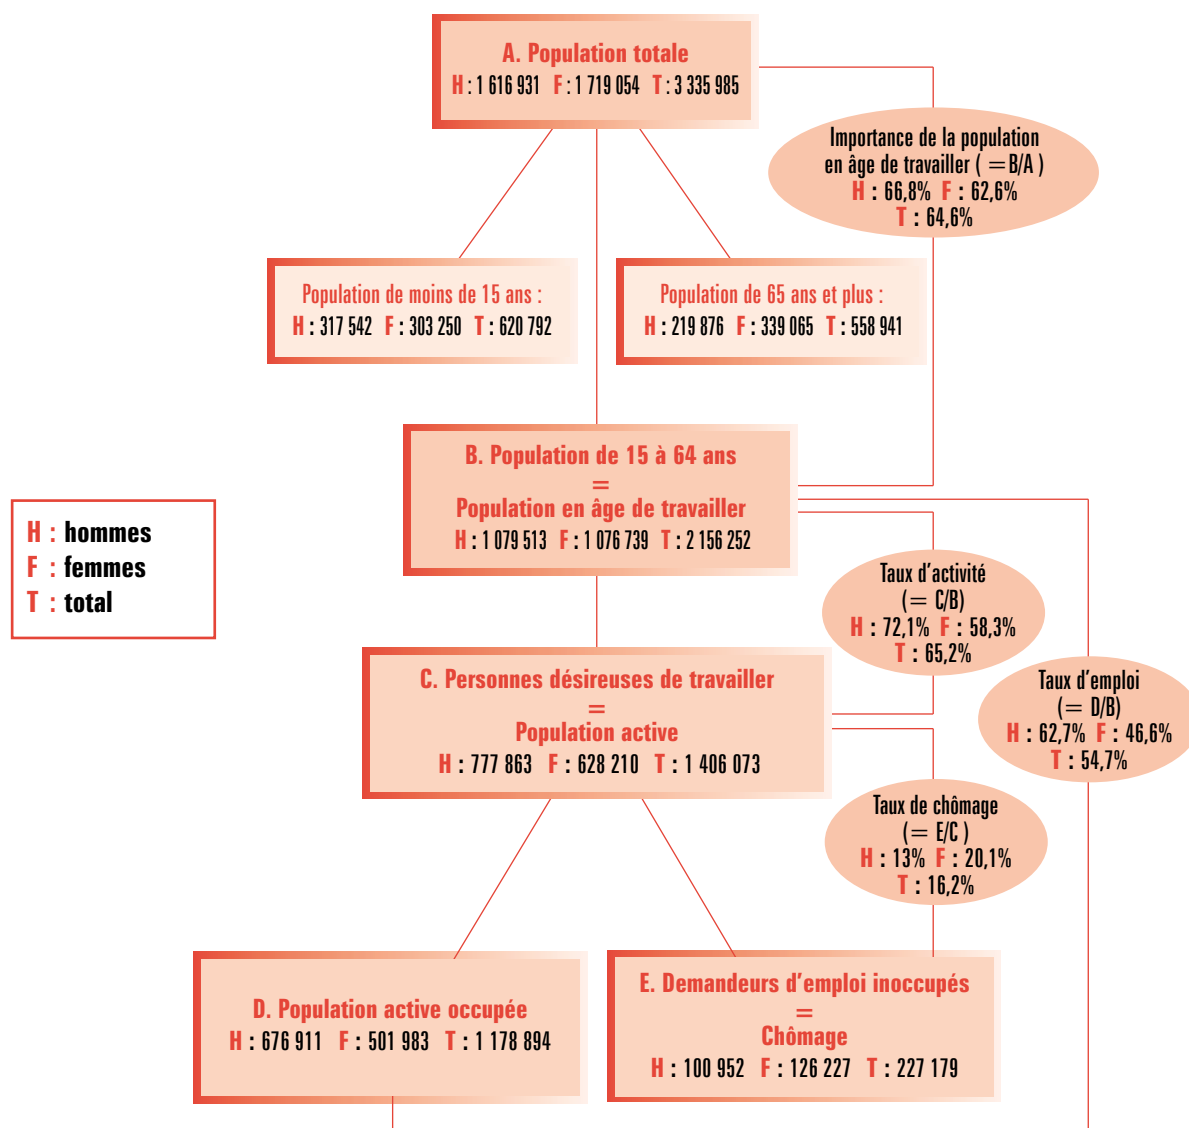 A. Population totale
H : 1 616 931 F : 1 719 054 T : 3 335 985
Importance de la population
en âge de travailler ( =B/A )
H : 66,8% F : 62,6%
T : 64,6%
Population de moins de 15 ans :
H : 317 542 F : 303 250 T : 620 792
Population de 65 ans et plus :
H : 219 876 F : 339 065 T : 558 941
B. Population de 15 à 64 ans
=
Population en âge de travailler
H : 1 079 513 F : 1 076 739 T : 2 156 252
H : hommes
F : femmes
T : total
Taux d'activité
(= C/B)
H : 72,1% F : 58,3%
T : 65,2%
C. Personnes désireuses de travailler
=
Population active
H : 777 863 F : 628 210 T : 1 406 073
Taux d'emploi
(= D/B)
H : 62,7% F : 46,6%
T : 54,7%
Taux de chômage
(= E/C )
H : 13% F : 20,1%
T : 16,2%
D. Population active occupée
H : 676 911 F : 501 983 T : 1 178 894
E. Demandeurs d'emploi inoccupés
=
Chômage
H : 100 952 F : 126 227 T : 227 179